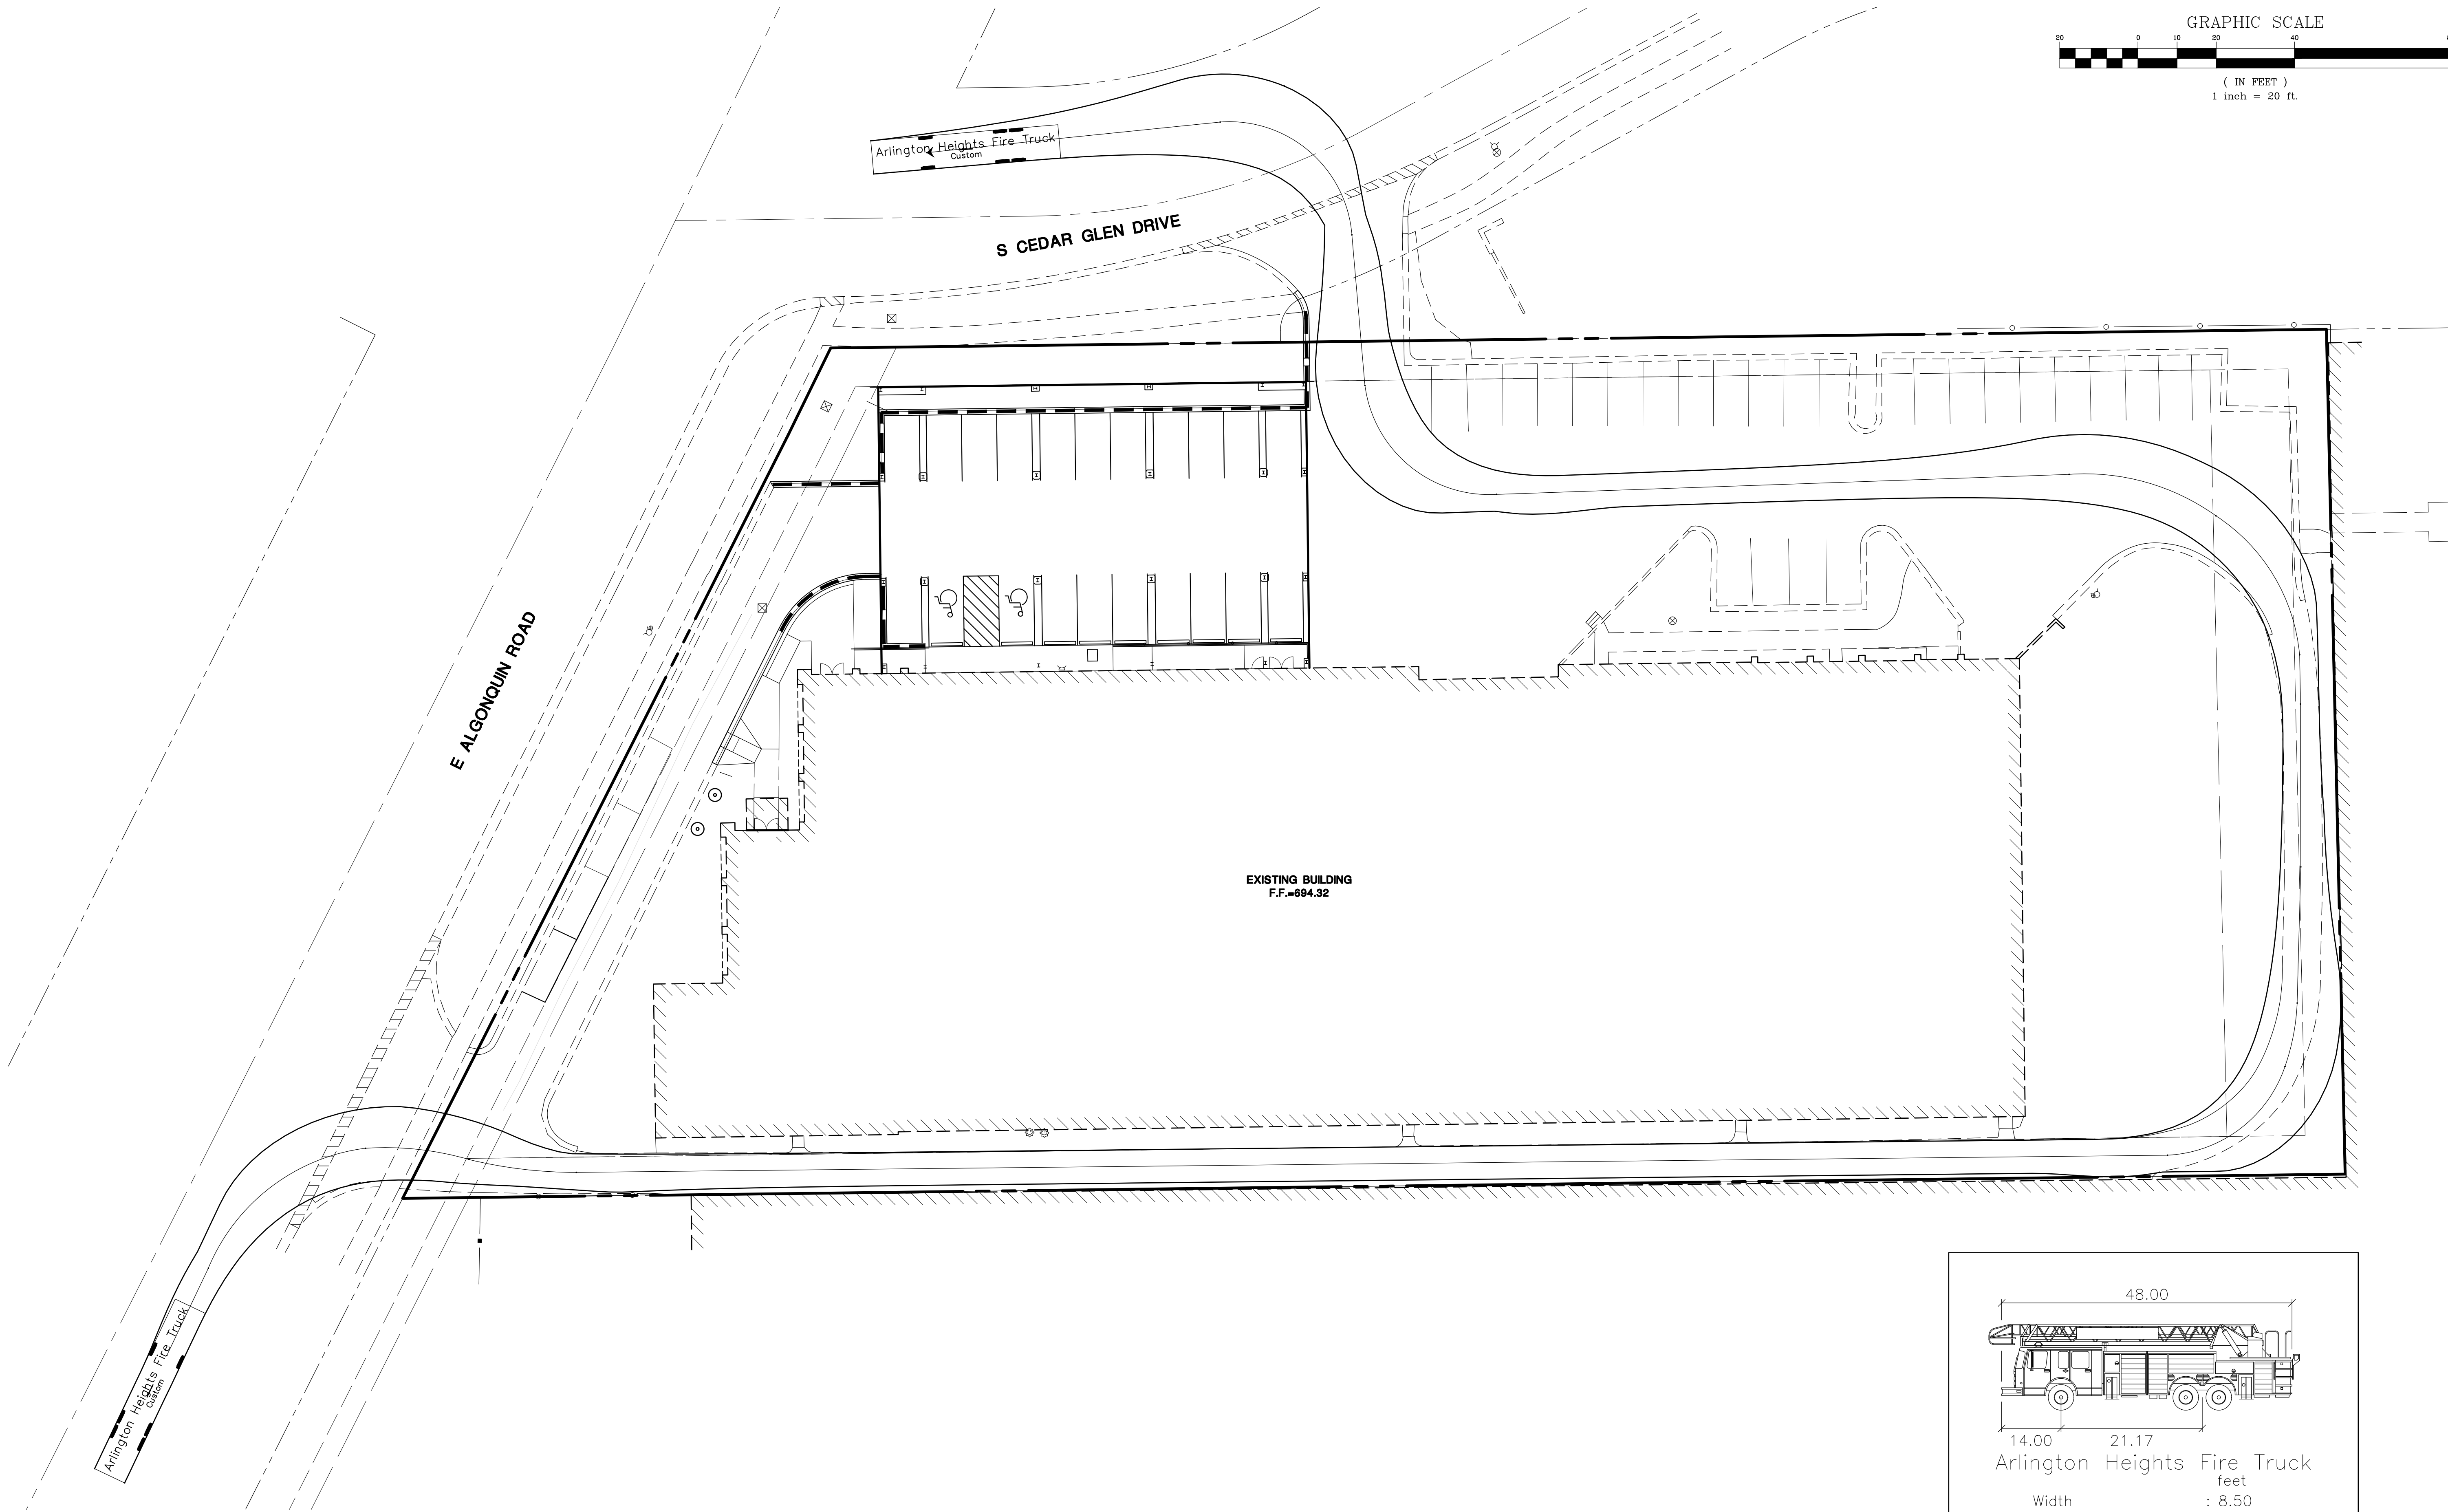 GRAPHIC SCALE
20 0 10 20 40
( IN FEET )
1 inch = 20 ft.
Arlington Heights Fire Truck
Custom
S CEDAR GLEN DRIVE
E ALGONQUIN ROAD
EXISTING BUILDING
F.F.=694.32
Arlington Heights Fire Truck
Custom
48.00
14.00 21.17
Arlington Heights Fire Truck
feet
Width : 8.50